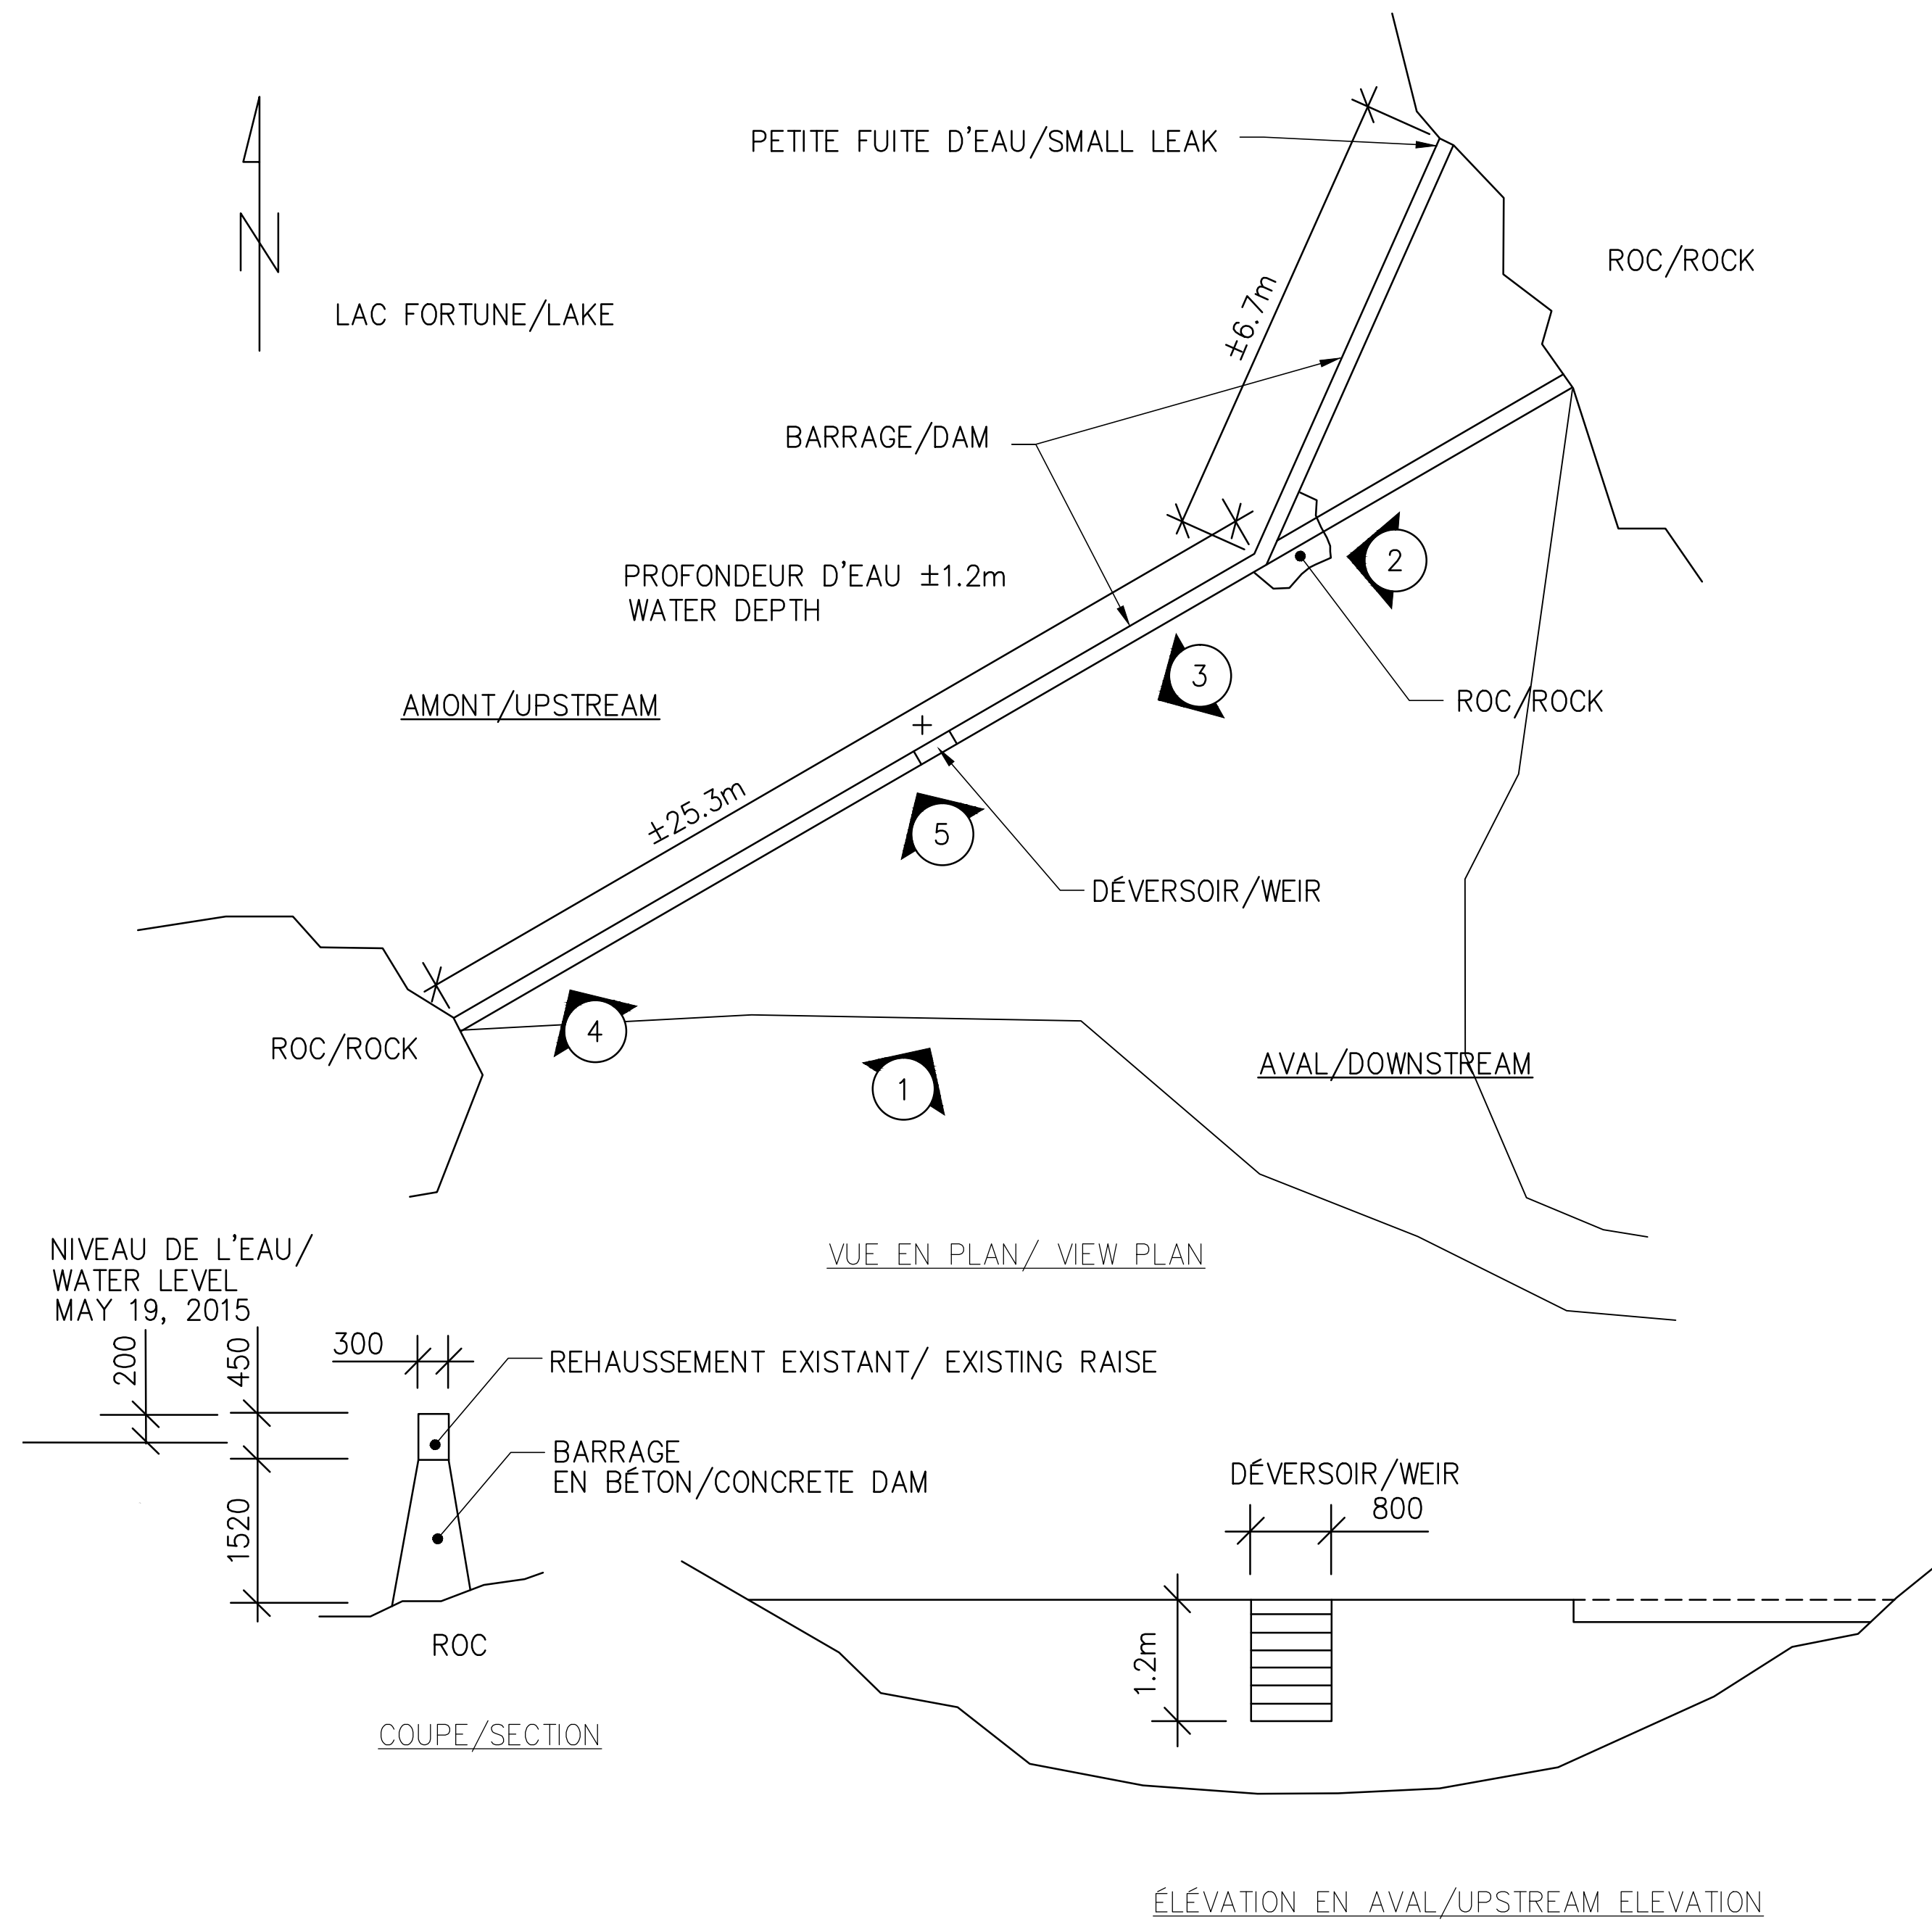 PETITE FUITE D'EAU/SMALL LEAK
N
ROC/ROCK
LAC FORTUNE/LAKE
±6.7m
BARRAGE/DAM
2
PROFONDEUR D'EAU ±1.2m
WATER DEPTH
3
AMONT/UPSTREAM
ROC/ROCK
±25.3m
5
DÉVERSOIR/WEIR
4
ROC/ROCK
AVAL/DOWNSTREAM
1
VUE EN PLAN/ VIEW PLAN
NIVEAU DE L'EAU/
WATER LEVEL
MAY 19, 2015
200
450
300
REHAUSSEMENT EXISTANT/ EXISTING RAISE
BARRAGE
EN BÉTON/CONCRETE DAM
1520
ROC
COUPE/SECTION
DÉVERSOIR/WEIR
800
1.2m
ÉLÉVATION EN AVAL/UPSTREAM ELEVATION